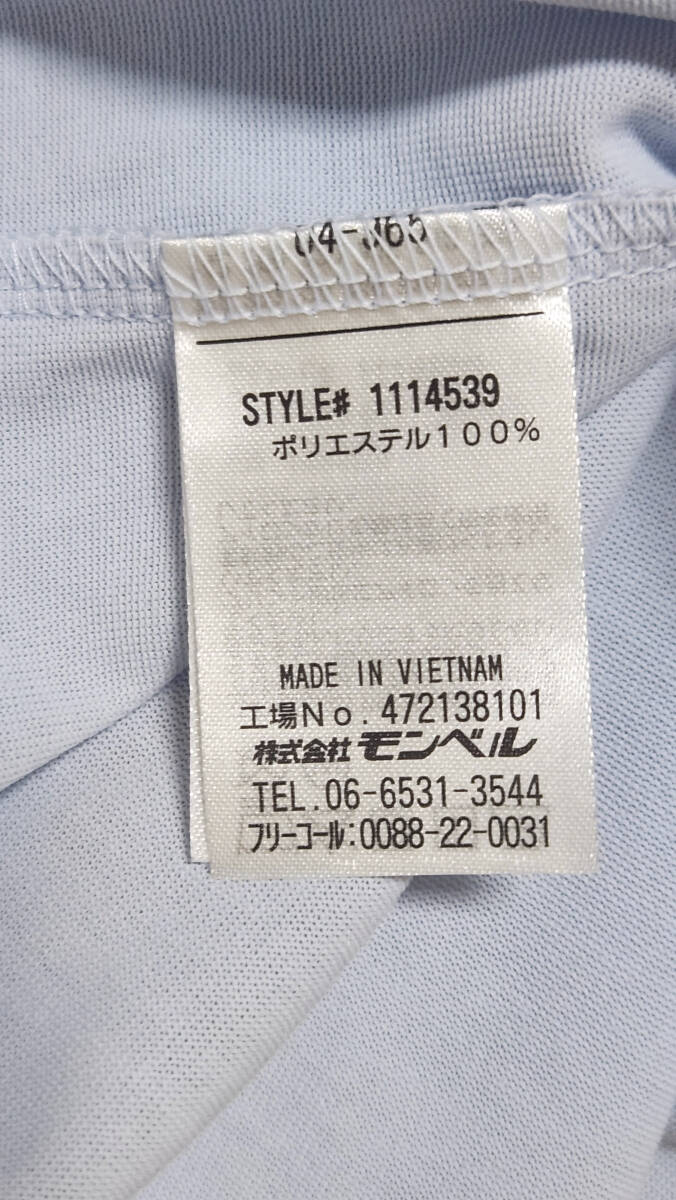 STYLE# 1114539
ポリエステル100%
MADE IN VIETNAM
工場No.472138101
株式会社モンベル
TEL.06-6531-3544
フリーコール:0088-22-0031